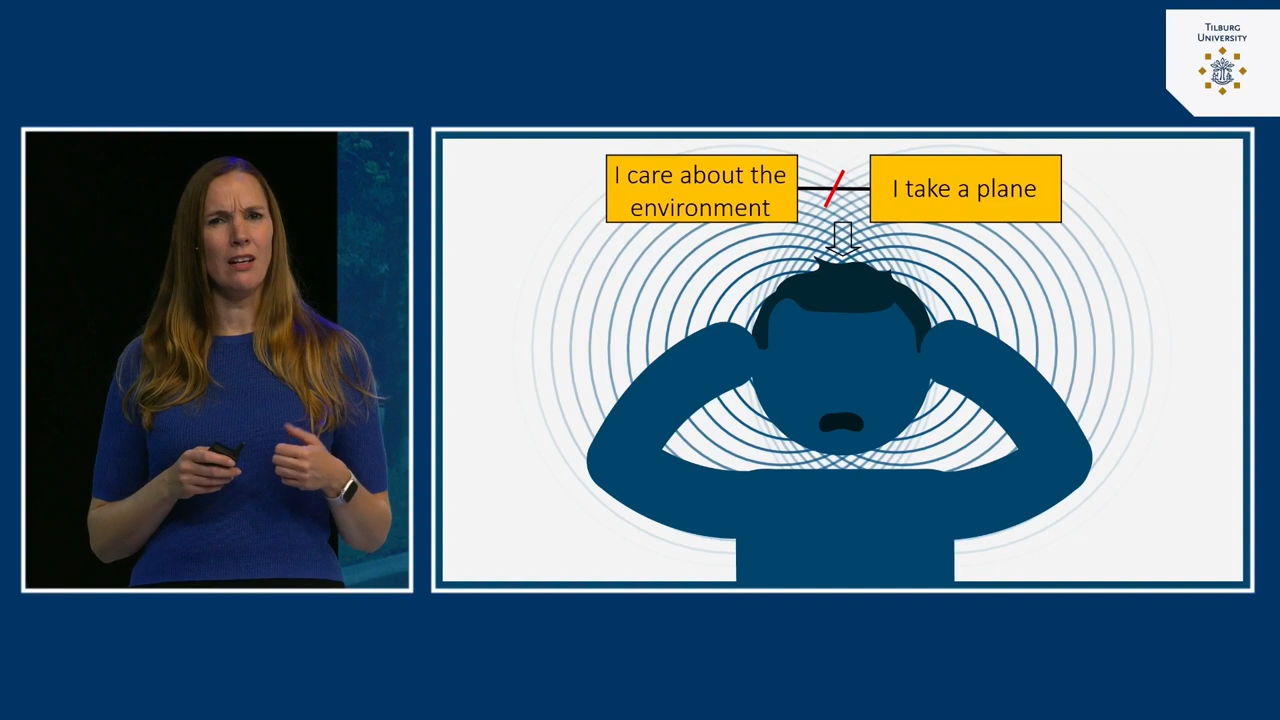 TILBURG
UNIVERSITY
I care about the
environment
I take a plane